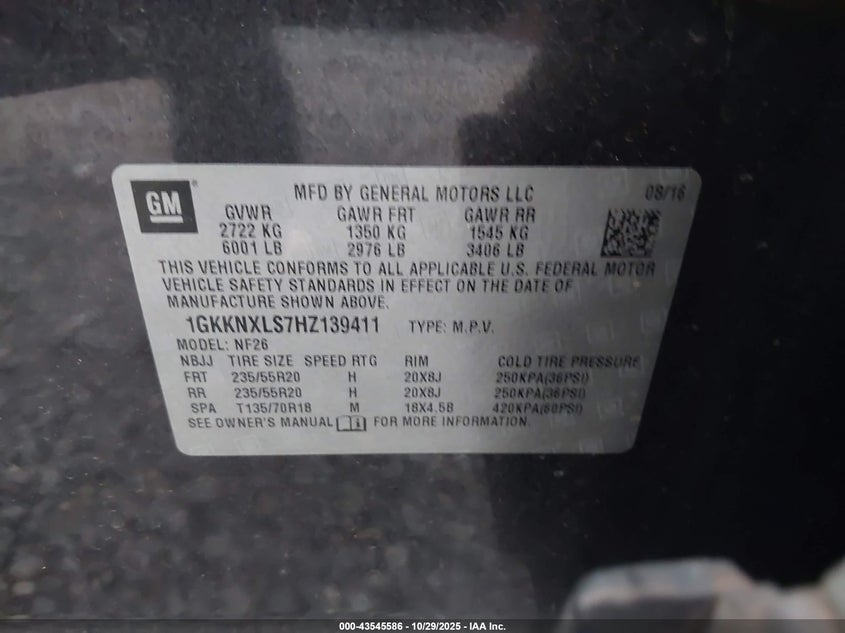 GM
MFD BY GENERAL MOTORS LLC 08/16
GVWR GAWR FRT GAWR RR
2722 KG 1350 KG 1545 KG
6001 LB 2976 LB 3406 LB
THIS VEHICLE CONFORMS TO ALL APPLICABLE U.S. FEDERAL MOTOR
VEHICLE SAFETY STANDARDS IN EFFECT ON THE DATE OF
MANUFACTURE SHOWN ABOVE.
1GKKNXLS7HZ139411 TYPE: M.P.V.
MODEL: NF26
NBJJ TIRE SIZE SPEED RTG RIM COLD TIRE PRESSURE
FRT 235/55R20 H 20X8J 250KPA(36PSI)
RR 235/55R20 H 20X8J 250KPA(36PSI)
SPA T135/70R18 M 18X4.5B 420KPA(60PSI)
SEE OWNER'S MANUAL FOR MORE INFORMATION.
000-43545586 - 10/29/2025 - IAA Inc.